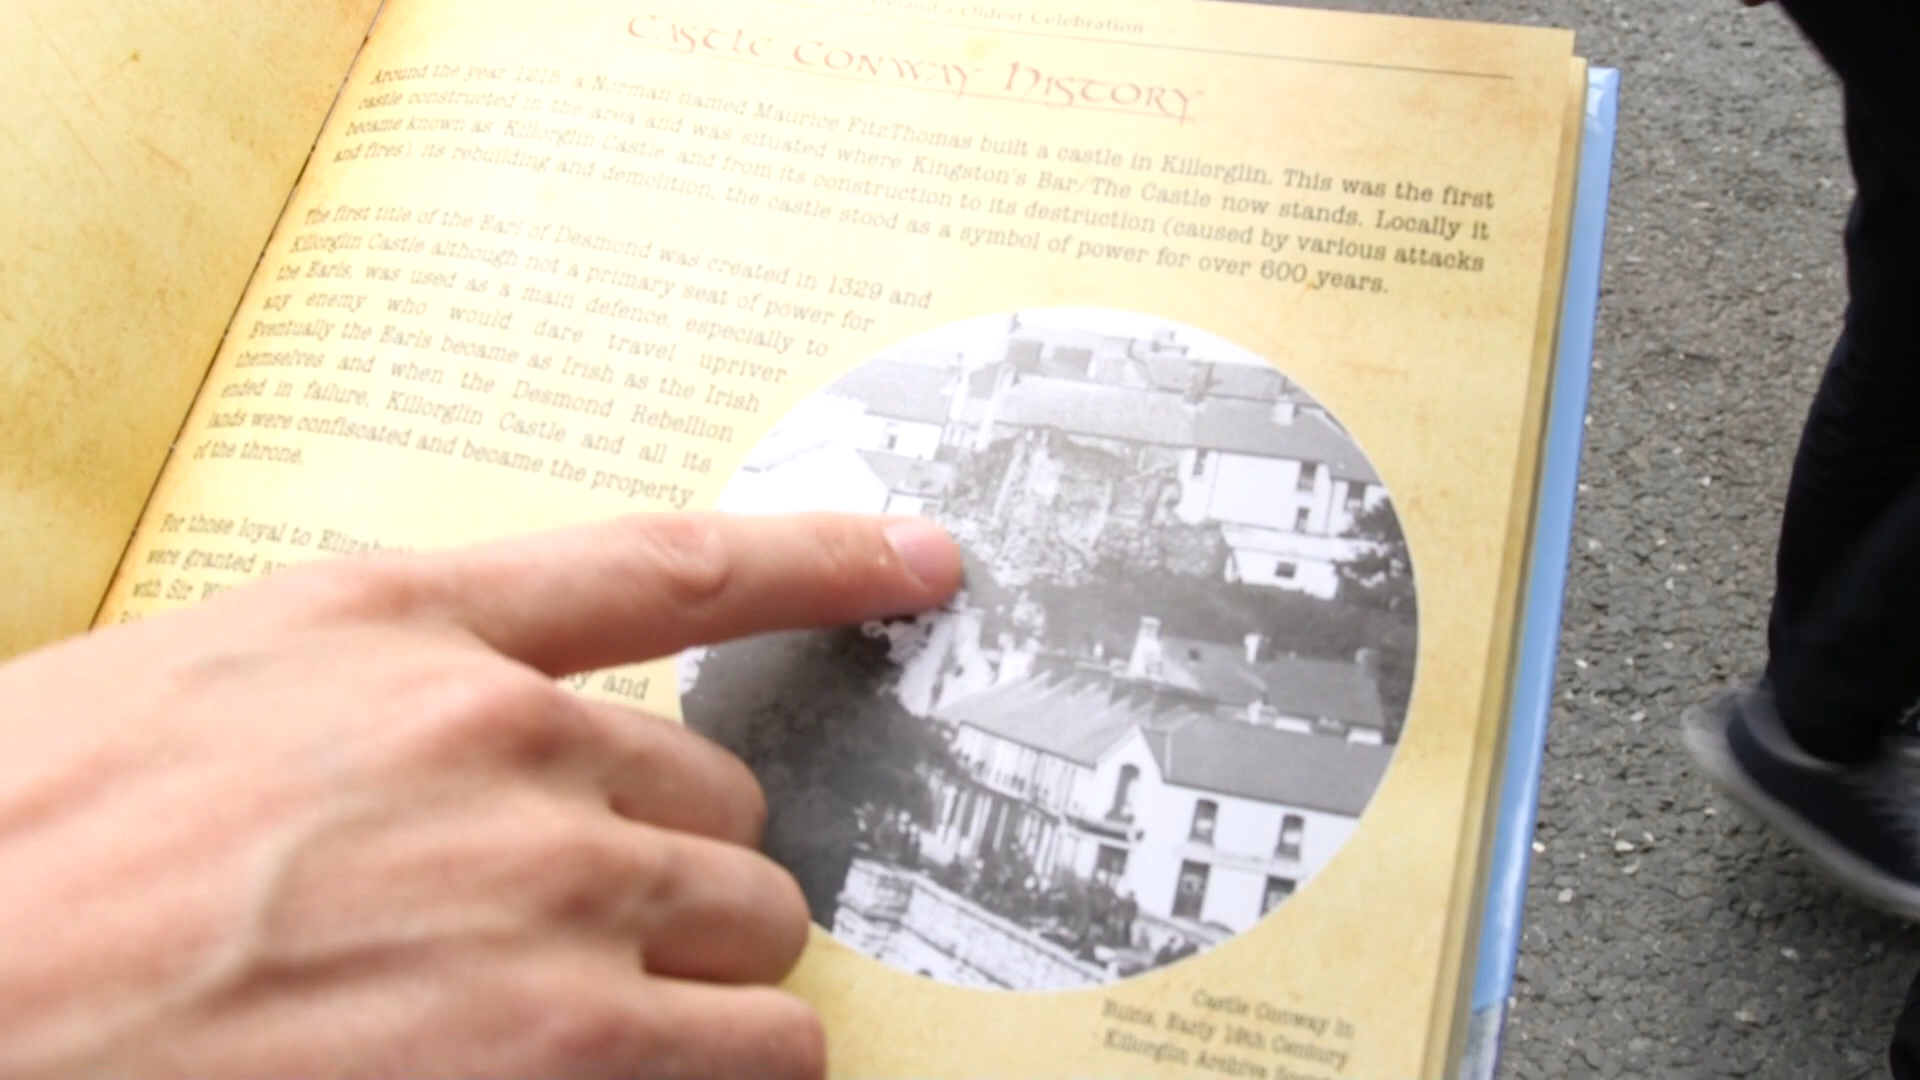 Ireland's Oldest Celebration
Castle Conway History
Around the year 1215, a Norman named Maurice FitzThomas built a castle in Killorglin. This was the first
castle constructed in the area and was situated where Kingston's Bar/The Castle now stands. Locally it
became known as 'Killorglin Castle' and from its construction to its destruction (caused by various attacks
and fires), its rebuilding and demolition, the castle stood as a symbol of power for over 600 years.
The first title of the Earl of Desmond was created in 1329 and
Killorglin Castle although not a primary seat of power for
the Earls, was used as a main defence, especially to
any enemy who would dare travel upriver.
Eventually the Earls became as Irish as the Irish
themselves and when the Desmond Rebellion
ended in failure, Killorglin Castle and all its
lands were confiscated and became the property
of the throne.
For those loyal to
were granted
with Sir
and
Castle Conway in
Ruins, Early 19th Century
Killorglin Archive